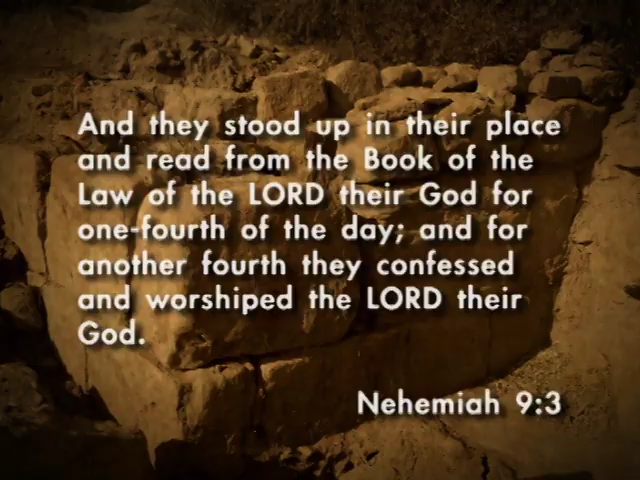 And they stood up in their place
and read from the Book of the
Law of the LORD their God for
one-fourth of the day; and for
another fourth they confessed
and worshiped the LORD their
God.
Nehemiah 9:3